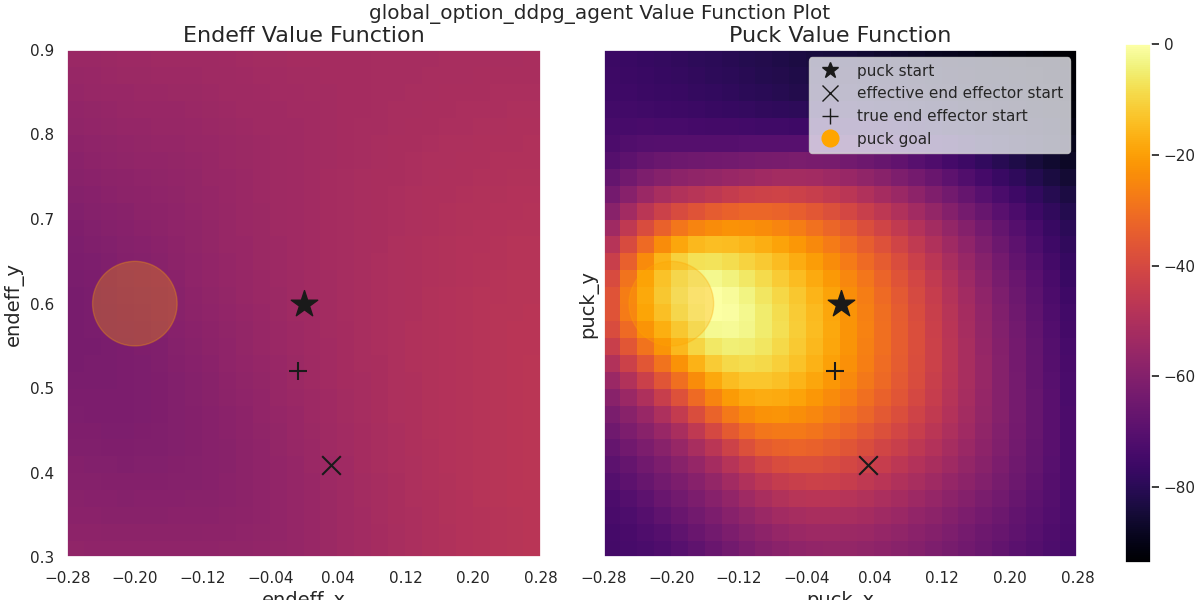 global_option_ddpg_agent Value Function Plot
Endeff Value Function
Puck Value Function
0.9
0.8
0.7
0.6
0.5
0.4
0.3
endeff_y
−0.28 −0.20 −0.12 −0.04 0.04 0.12 0.20 0.28
endeff_x
puck start
effective end effector start
true end effector start
puck goal
puck_y
−0.28 −0.20 −0.12 −0.04 0.04 0.12 0.20 0.28
puck_x
0
−20
−40
−60
−80